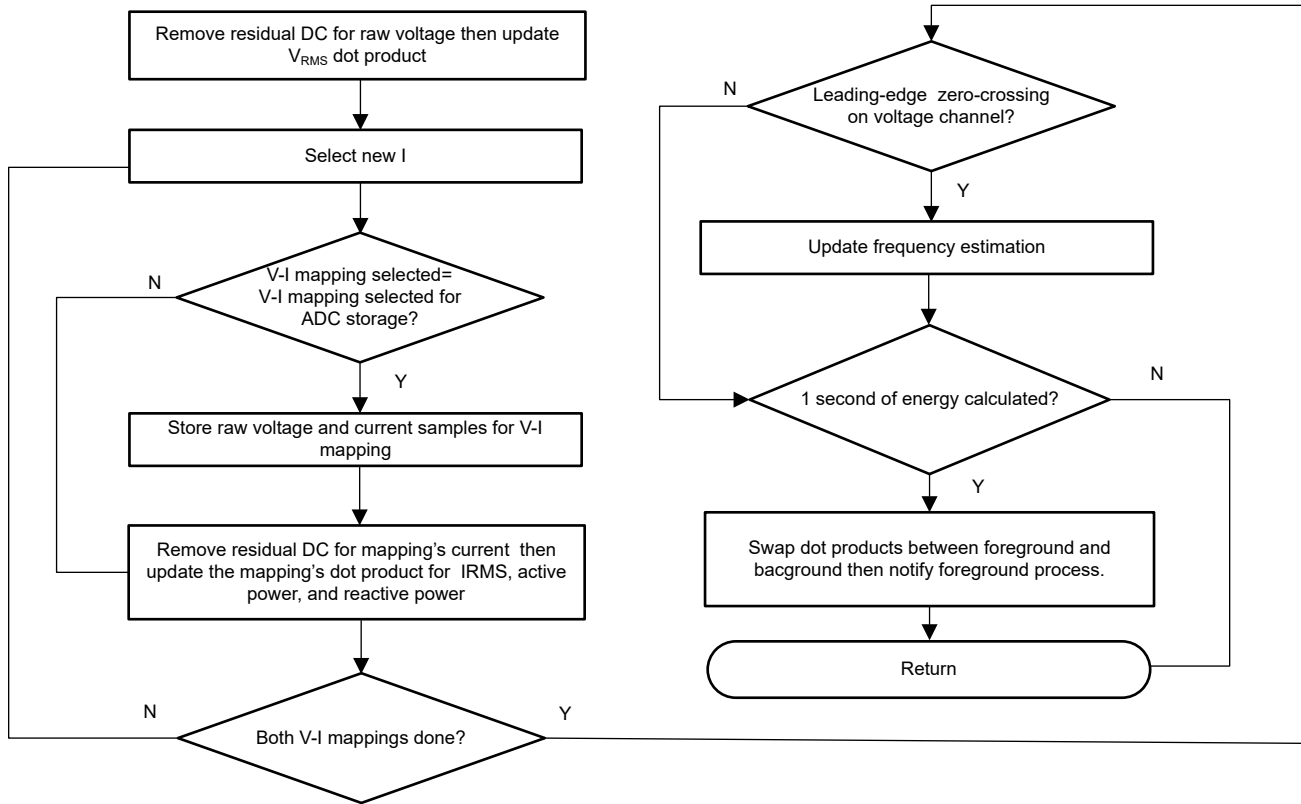 Remove residual DC for raw voltage then update
VRMS dot product
Select new I
V-I mapping selected=
V-I mapping selected for
ADC storage?
N
Y
Store raw voltage and current samples for V-I
mapping
Remove residual DC for mapping’s current then
update the mapping’s dot product for IRMS, active
power, and reactive power
Both V-I mappings done?
N
Y
Leading-edge zero-crossing
on voltage channel?
N
Y
Update frequency estimation
1 second of energy calculated?
N
Y
Swap dot products between foreground and
bacground then notify foreground process.
Return